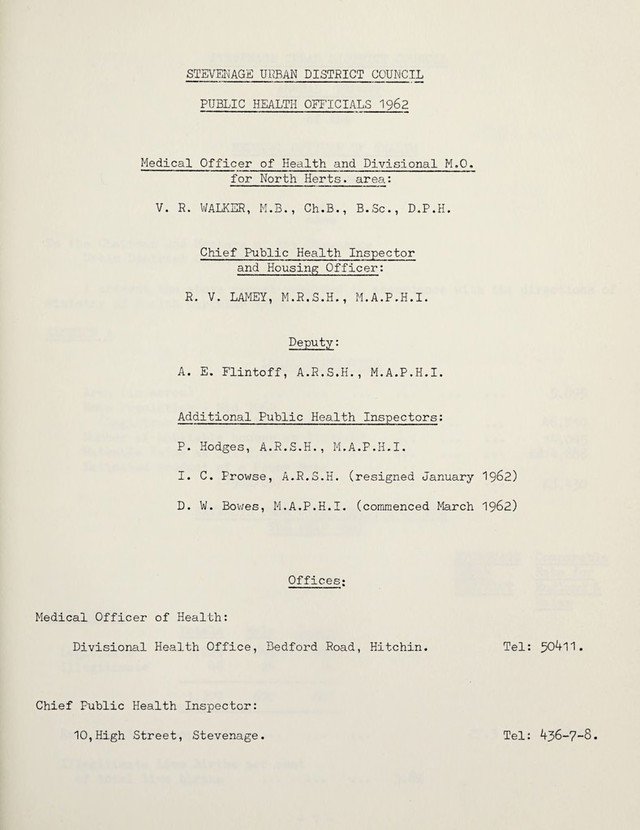 STEVENAGE URBAN DISTRICT COUNCIL
PUBLIC HEALTH OFFICIALS 1962
Medical Officer of Health and Divisional M.O.
for North Herts. area:
V. R. WALKER, M.B., Ch.B., B.Sc., D.P.H.
Chief Public Health Inspector
and Housing Officer:
R. V. LAMEY, M.R.S.H., M.A.P.H.I.
Deputy:
A. E. Flintoff, A.R.S.H., M.A.P.H.I.
Additional Public Health Inspectors:
P. Hodges, A.R.S.H., M.A.P.H.I.
I. C. Prowse, A.R.S.H. (resigned January 1962)
D. W. Bowes, M.A.P.H.I. (commenced March 1962)
Offices:
Medical Officer of Health:
Divisional Health Office, Bedford Road, Hitchin. Tel: 50411.
Chief Public Health Inspector:
10,High Street, Stevenage. Tel: 436-7-8.